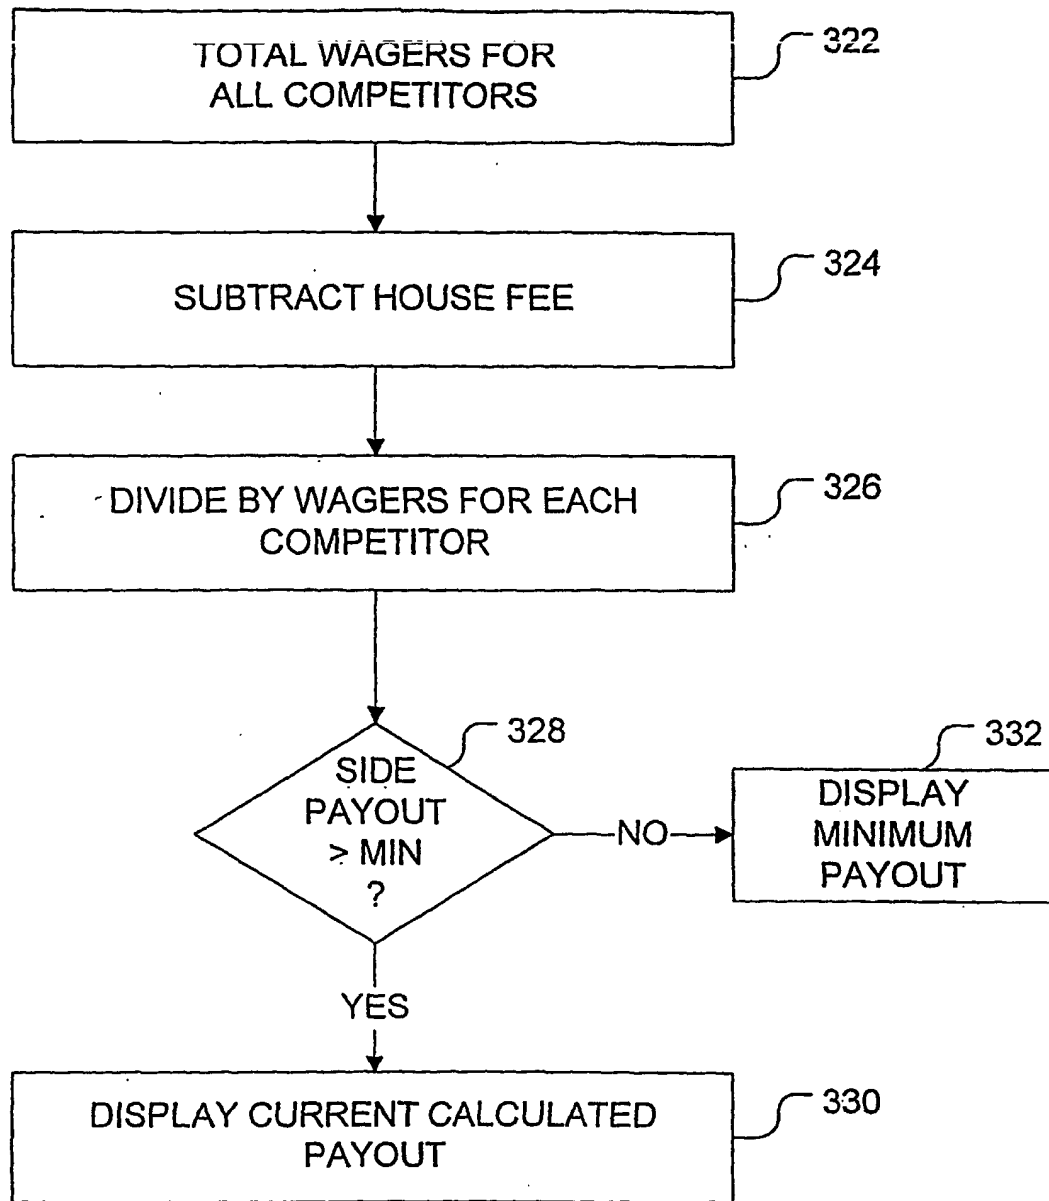 TOTAL WAGERS FOR
ALL COMPETITORS
322
SUBTRACT HOUSE FEE
324
DIVIDE BY WAGERS FOR EACH
COMPETITOR
326
SIDE
PAYOUT
> MIN
?
328
NO
332
DISPLAY
MINIMUM
PAYOUT
YES
DISPLAY CURRENT CALCULATED
PAYOUT
330